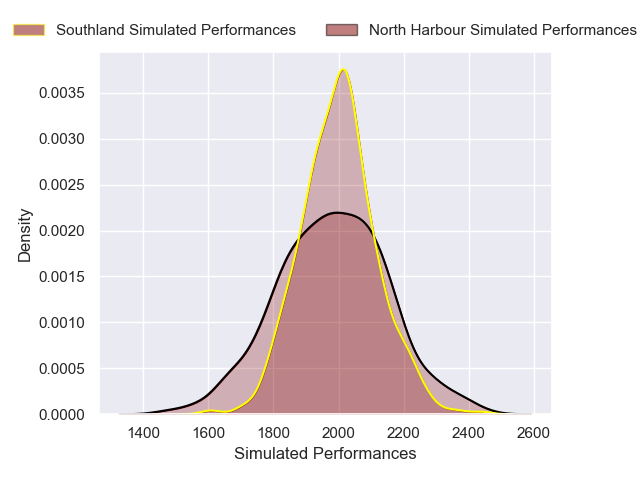 Southland Simulated Performances
North Harbour Simulated Performances
0.0035
0.0030
0.0025
0.0020
0.0015
0.0010
0.0005
0.0000
Density
1400 1600 1800 2000 2200 2400 2600
Simulated Performances